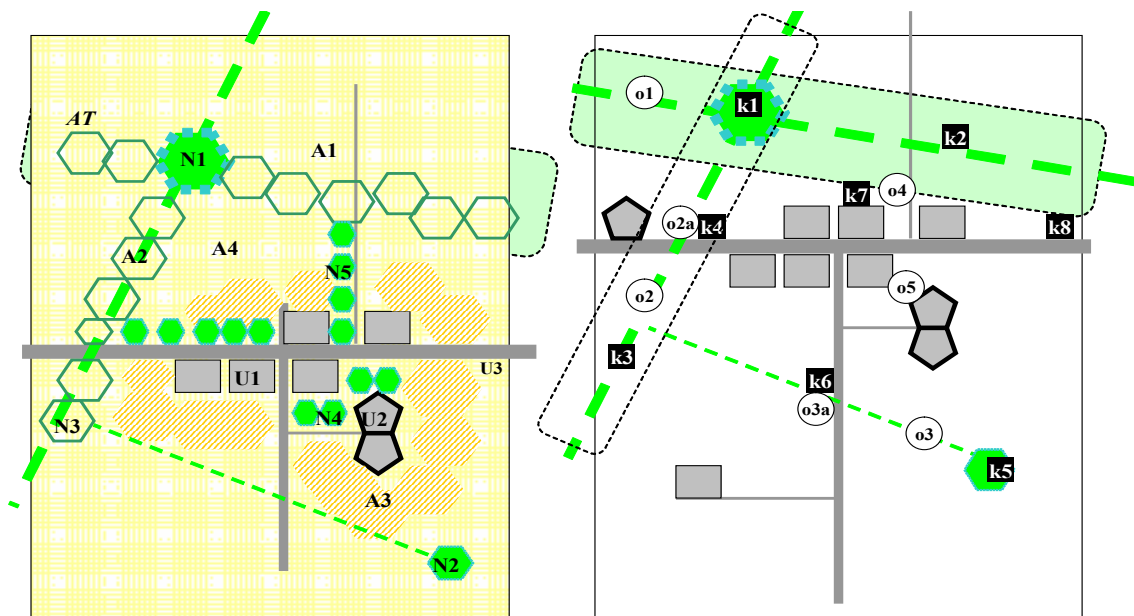 AT
N1
A1
A2
A4
N5
U1
U3
N3
N4
U2
A3
N2
o1
k1
k2
k7
o4
o2a
k4
k8
o2
o5
k3
k6
o3a
o3
k5